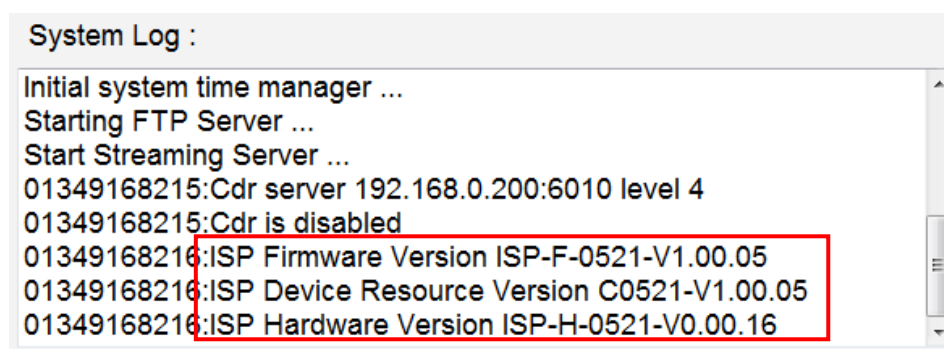 System Log :
Initial system time manager ...
Starting FTP Server ...
Start Streaming Server ...
01349168215:Cdr server 192.168.0.200:6010 level 4
01349168215:Cdr is disabled
01349168216:ISP Firmware Version ISP-F-0521-V1.00.05
01349168216:ISP Device Resource Version C0521-V1.00.05
01349168216:ISP Hardware Version ISP-H-0521-V0.00.16